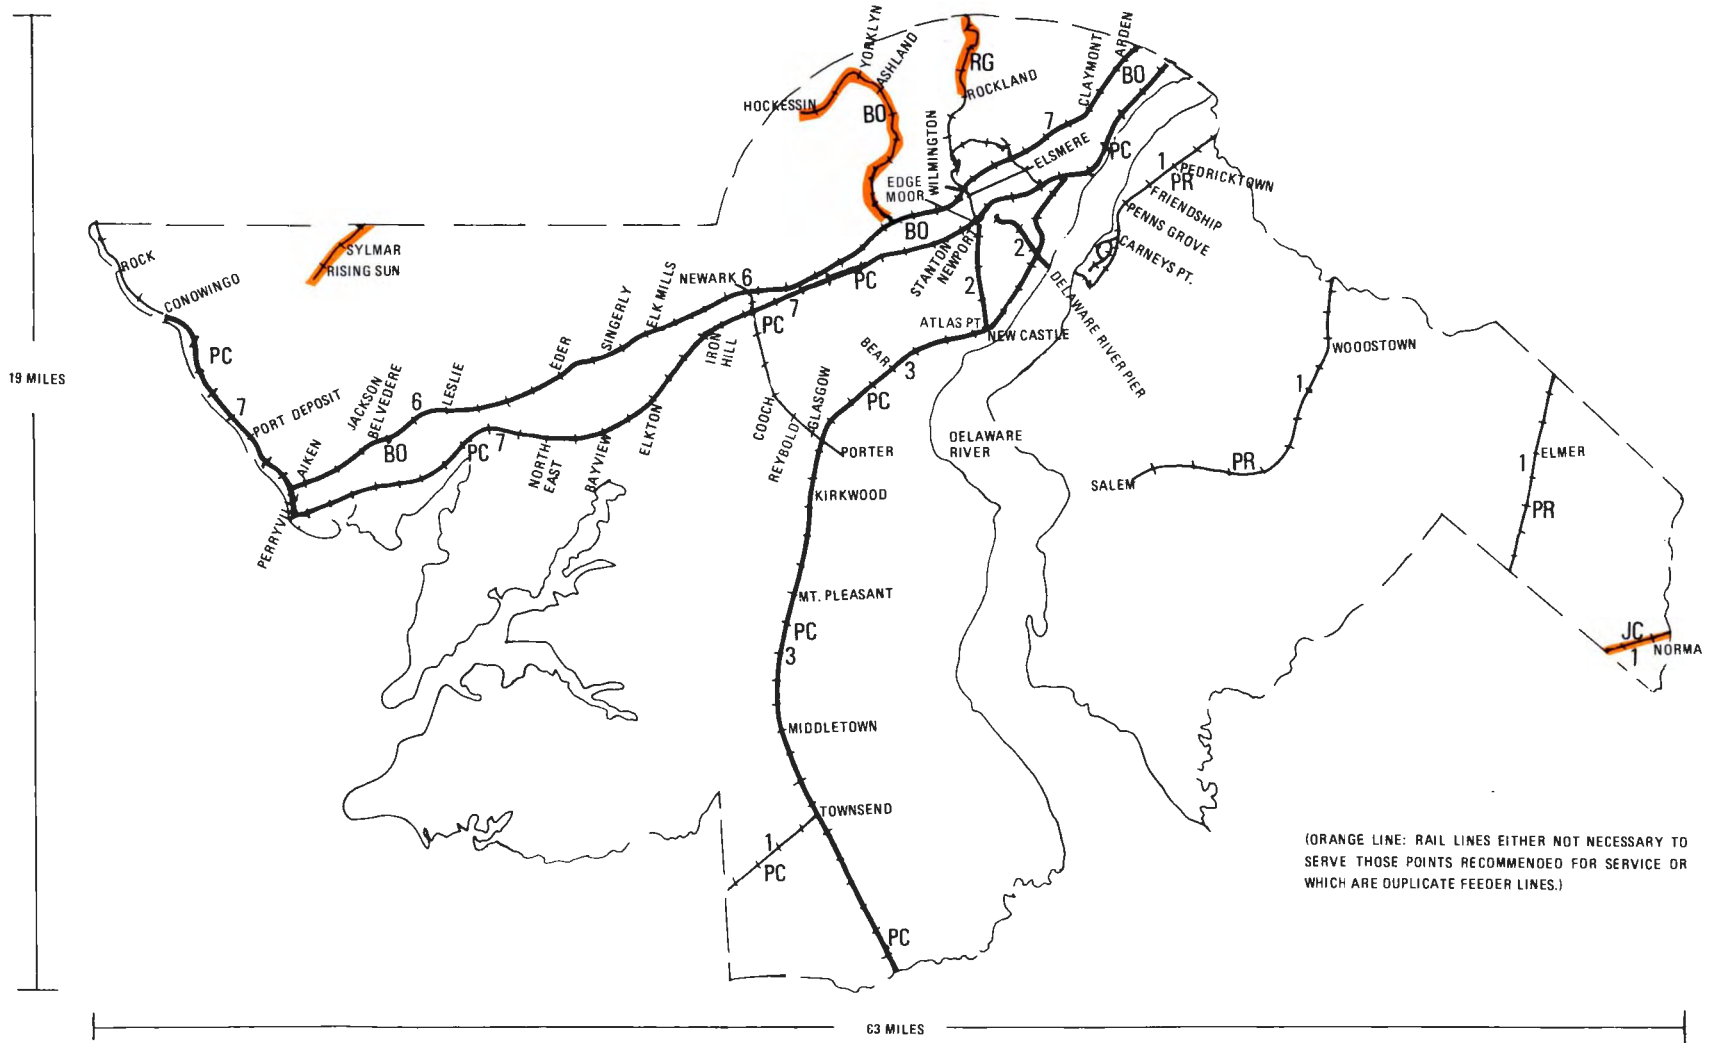 YORKLYN
ASHLAND
HOCKESSIN
BO
RG
ROCKLAND
CLAYMONT
ARDEN
BO
7
PC
WILMINGTON
ELSMERE
EDGE
MOOR
BO
1
PEDRICKTOWN
PR
FRIENDSHIP
PENNS GROVE
CARNEYS PT.
ROCK
CONOWINGO
SYLMAR
RISING SUN
STANTON
NEWPORT
2
2
DELAWARE RIVER PIER
NEWARK
6
PC
7
PC
ELK MILLS
SINGERLY
EDER
IRON
HILL
ATLAS PT.
NEW CASTLE
BEAR
3
PC
WOODSTOWN
1
PR
SALEM
19 MILES
PC
7
PORT DEPOSIT
JACKSON
BELVEDERE
6
LESLIE
AIKEN
BO
PC
7
NORTH
EAST
BAYVIEW
ELKTON
COOCH
REYBOLD
GLASGOW
PORTER
KIRKWOOD
DELAWARE
RIVER
ELMER
1
PR
PERRYVIL
MT. PLEASANT
PC
3
JC
1
NORMA
MIDDLETOWN
TOWNSEND
1
PC
PC
(ORANGE LINE: RAIL LINES EITHER NOT NECESSARY TO
SERVE THOSE POINTS RECOMMENDED FOR SERVICE OR
WHICH ARE DUPLICATE FEEDER LINES.)
63 MILES